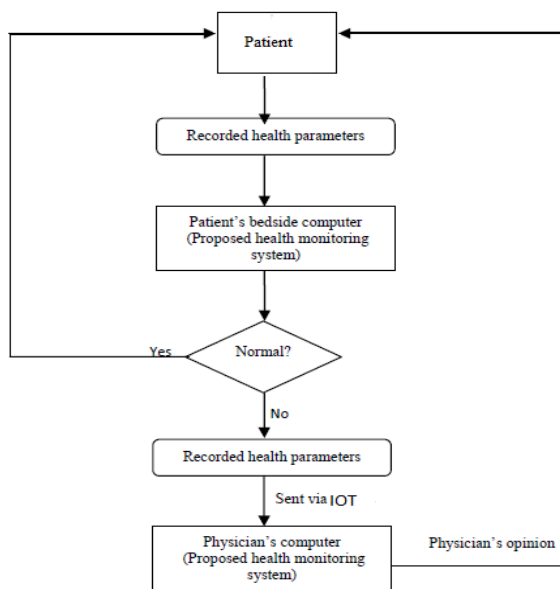 Patient
Recorded health parameters
Patient's bedside computer
(Proposed health monitoring
system)
Yes
Normal?
No
Recorded health parameters
Sent via IOT
Physician's computer
(Proposed health monitoring
system)
Physician's opinion